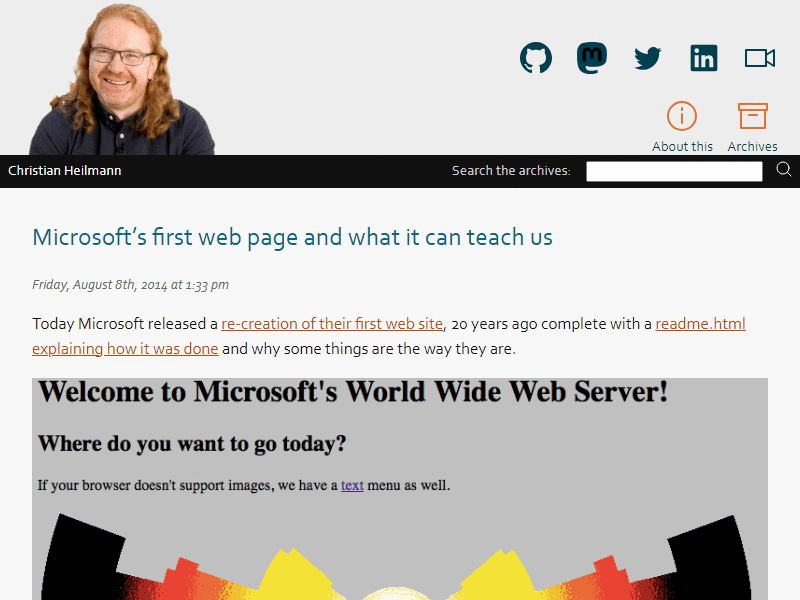 About this
Archives
Christian Heilmann
Search the archives:
Microsoft's first web page and what it can teach us
Friday, August 8th, 2014 at 1:33 pm
Today Microsoft released a re-creation of their first web site, 20 years ago complete with a readme.html
explaining how it was done and why some things are the way they are.
Welcome to Microsoft's World Wide Web Server!
Where do you want to go today?
If your browser doesn't support images, we have a text menu as well.